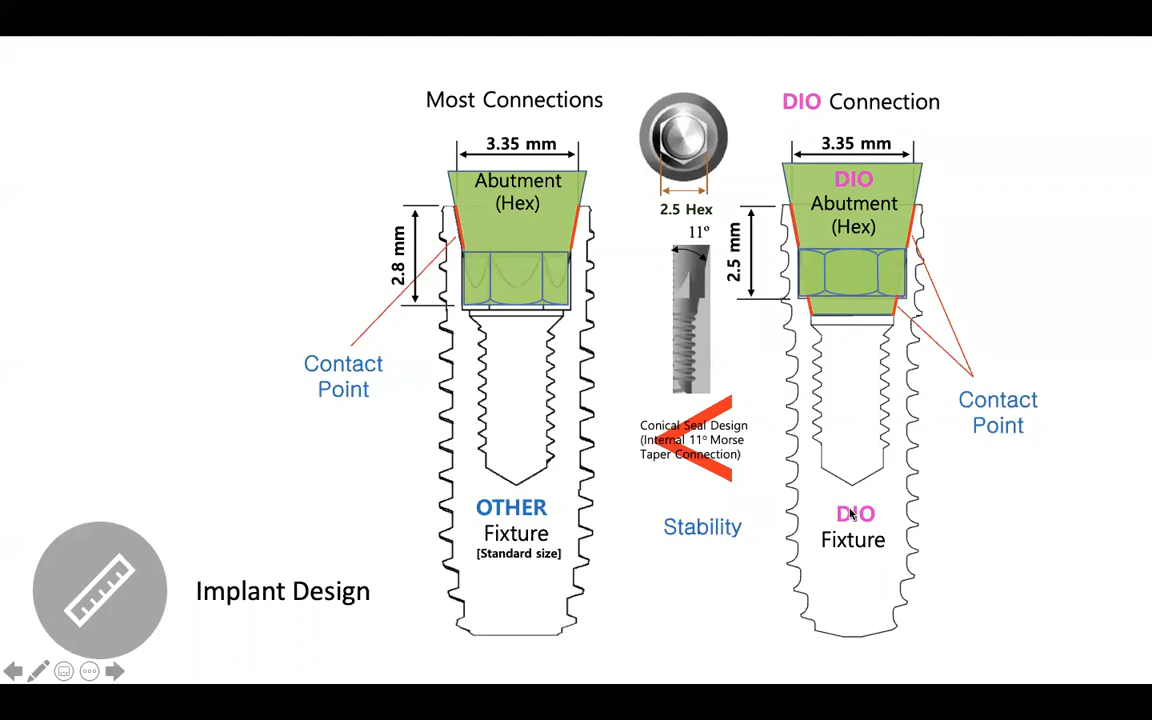 Most Connections
DIO Connection
3.35 mm
3.35 mm
Abutment
(Hex)
DIO
Abutment
(Hex)
2.5 Hex
11º
2.8 mm
2.5 mm
Contact
Point
Contact
Point
Conical Seal Design
(Internal 11º Morse
Taper Connection)
OTHER
Fixture
[Standard size]
Stability
DIO
Fixture
Implant Design